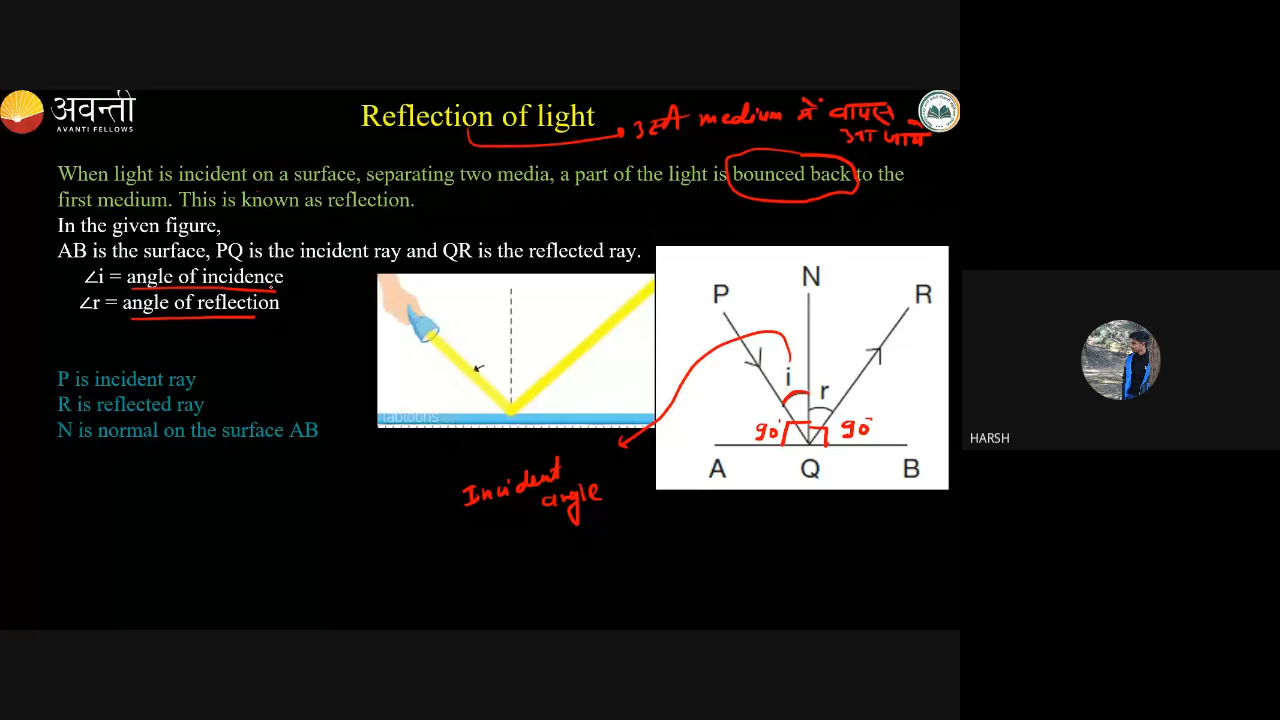 अवन्ती
AVANTI FELLOWS
Reflection of light
medium में वापस
आ जाये
When light is incident on a surface, separating two media, a part of the light is bounced back to the
first medium. This is known as reflection.
In the given figure,
AB is the surface, PQ is the incident ray and QR is the reflected ray.
∠i = angle of incidence
∠r = angle of reflection
P is incident ray
R is reflected ray
N is normal on the surface AB
N
P
R
i
r
90°
90°
A
Q
B
Incident
angle
HARSH